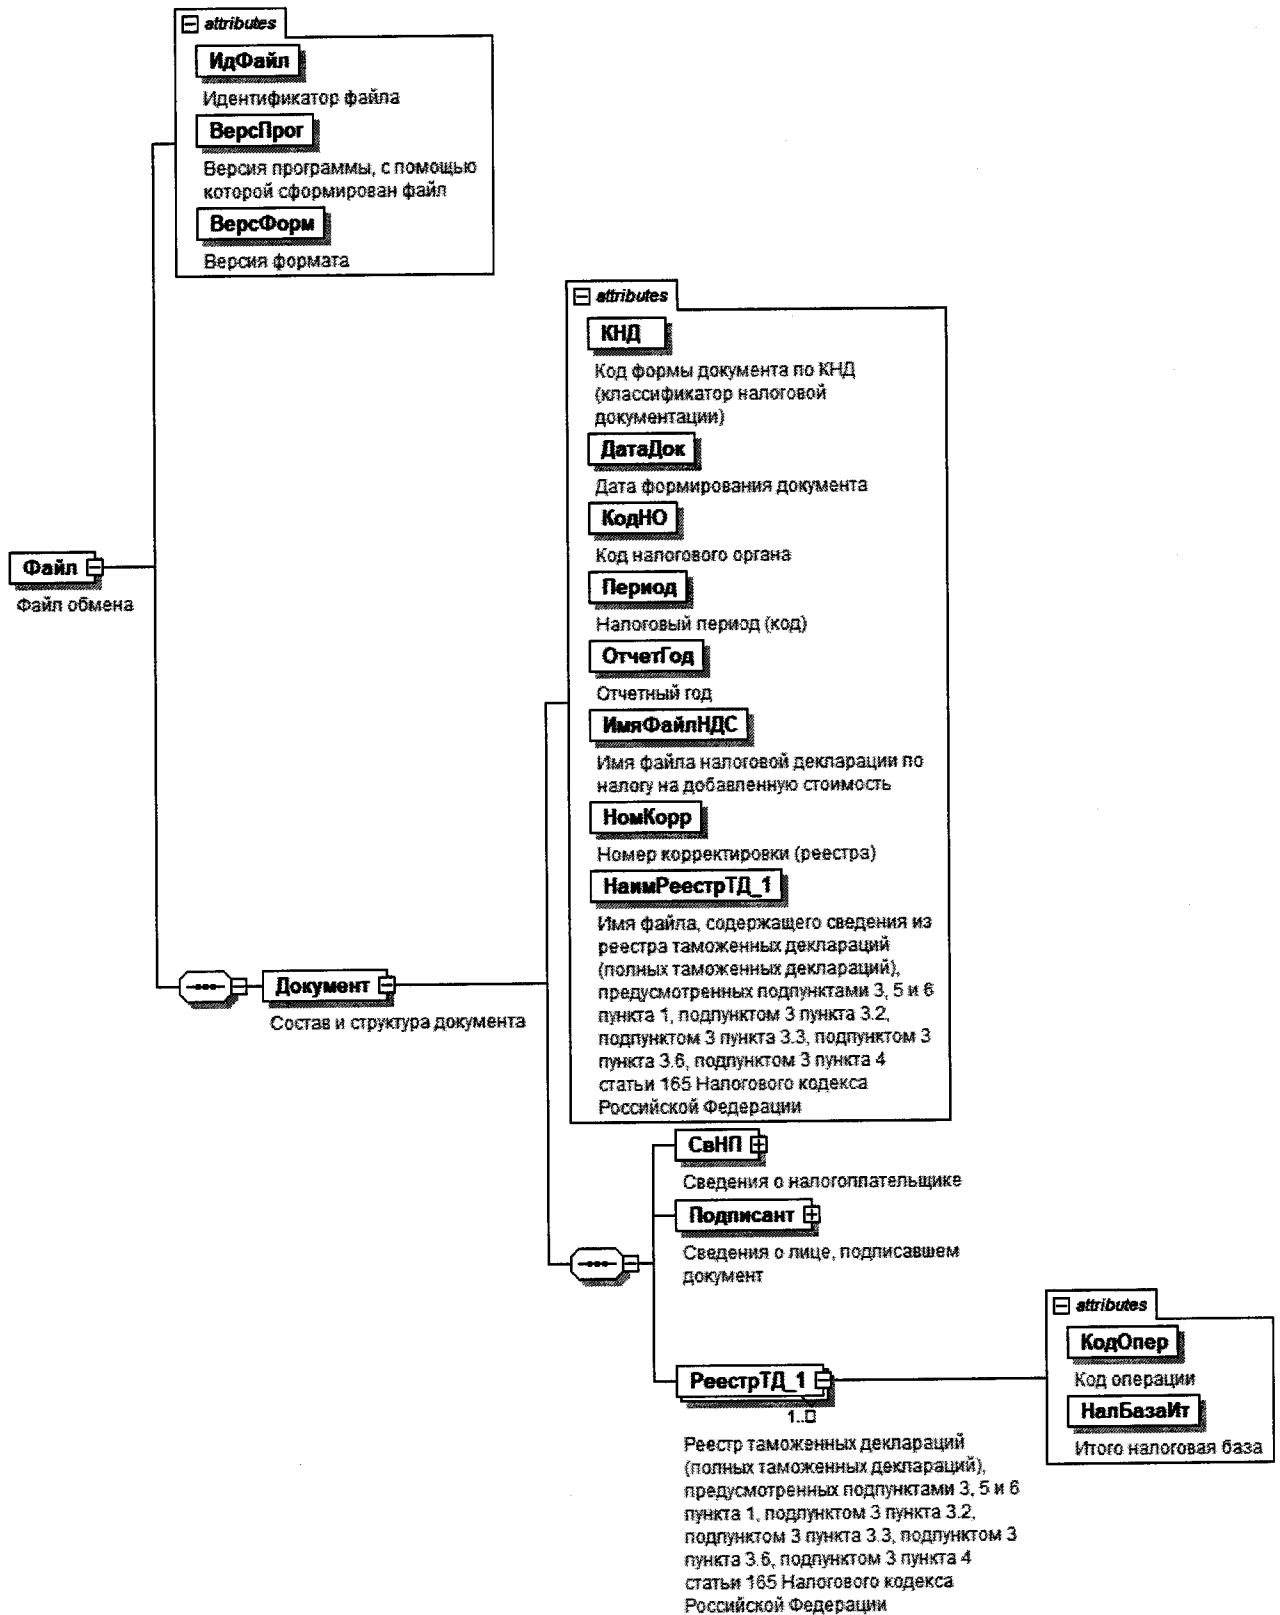 attributes
ИдФайл
Идентификатор файла
ВерсПрог
Версия программы, с помощью
которой сформирован файл
ВерсФорм
Версия формата
attributes
КНД
Код формы документа по КНД
(классификатор налоговой
документации)
ДатаДок
Дата формирования документа
КодНО
Код налогового органа
Файл
Файл обмена
Период
Налоговый период (код)
ОтчетГод
Отчетный год
ИмяФайлНДС
Имя файла налоговой декларации по
налогу на добавленную стоимость
НомКорр
Номер корректировки (реестра)
НаимРеестрТД_1
Имя файла, содержащего сведения из
реестра таможенных деклараций
(полных таможенных деклараций),
предусмотренных подпунктами 3, 5 и 6
пункта 1, подпунктом 3 пункта 3.2,
подпунктом 3 пункта 3.3, подпунктом 3
пункта 3.6, подпунктом 3 пункта 4
статьи 165 Налогового кодекса
Российской Федерации
Документ
Состав и структура документа
СвНП
Сведения о налогоплательщике
Подписант
Сведения о лице, подписавшем
документ
attributes
КодОпер
Код операции
НалБазаИт
Итого налоговая база
РеестрТД_1
1..□
Реестр таможенных деклараций
(полных таможенных деклараций),
предусмотренных подпунктами 3, 5 и 6
пункта 1, подпунктом 3 пункта 3.2,
подпунктом 3 пункта 3.3, подпунктом 3
пункта 3.6, подпунктом 3 пункта 4
статьи 165 Налогового кодекса
Российской Федерации